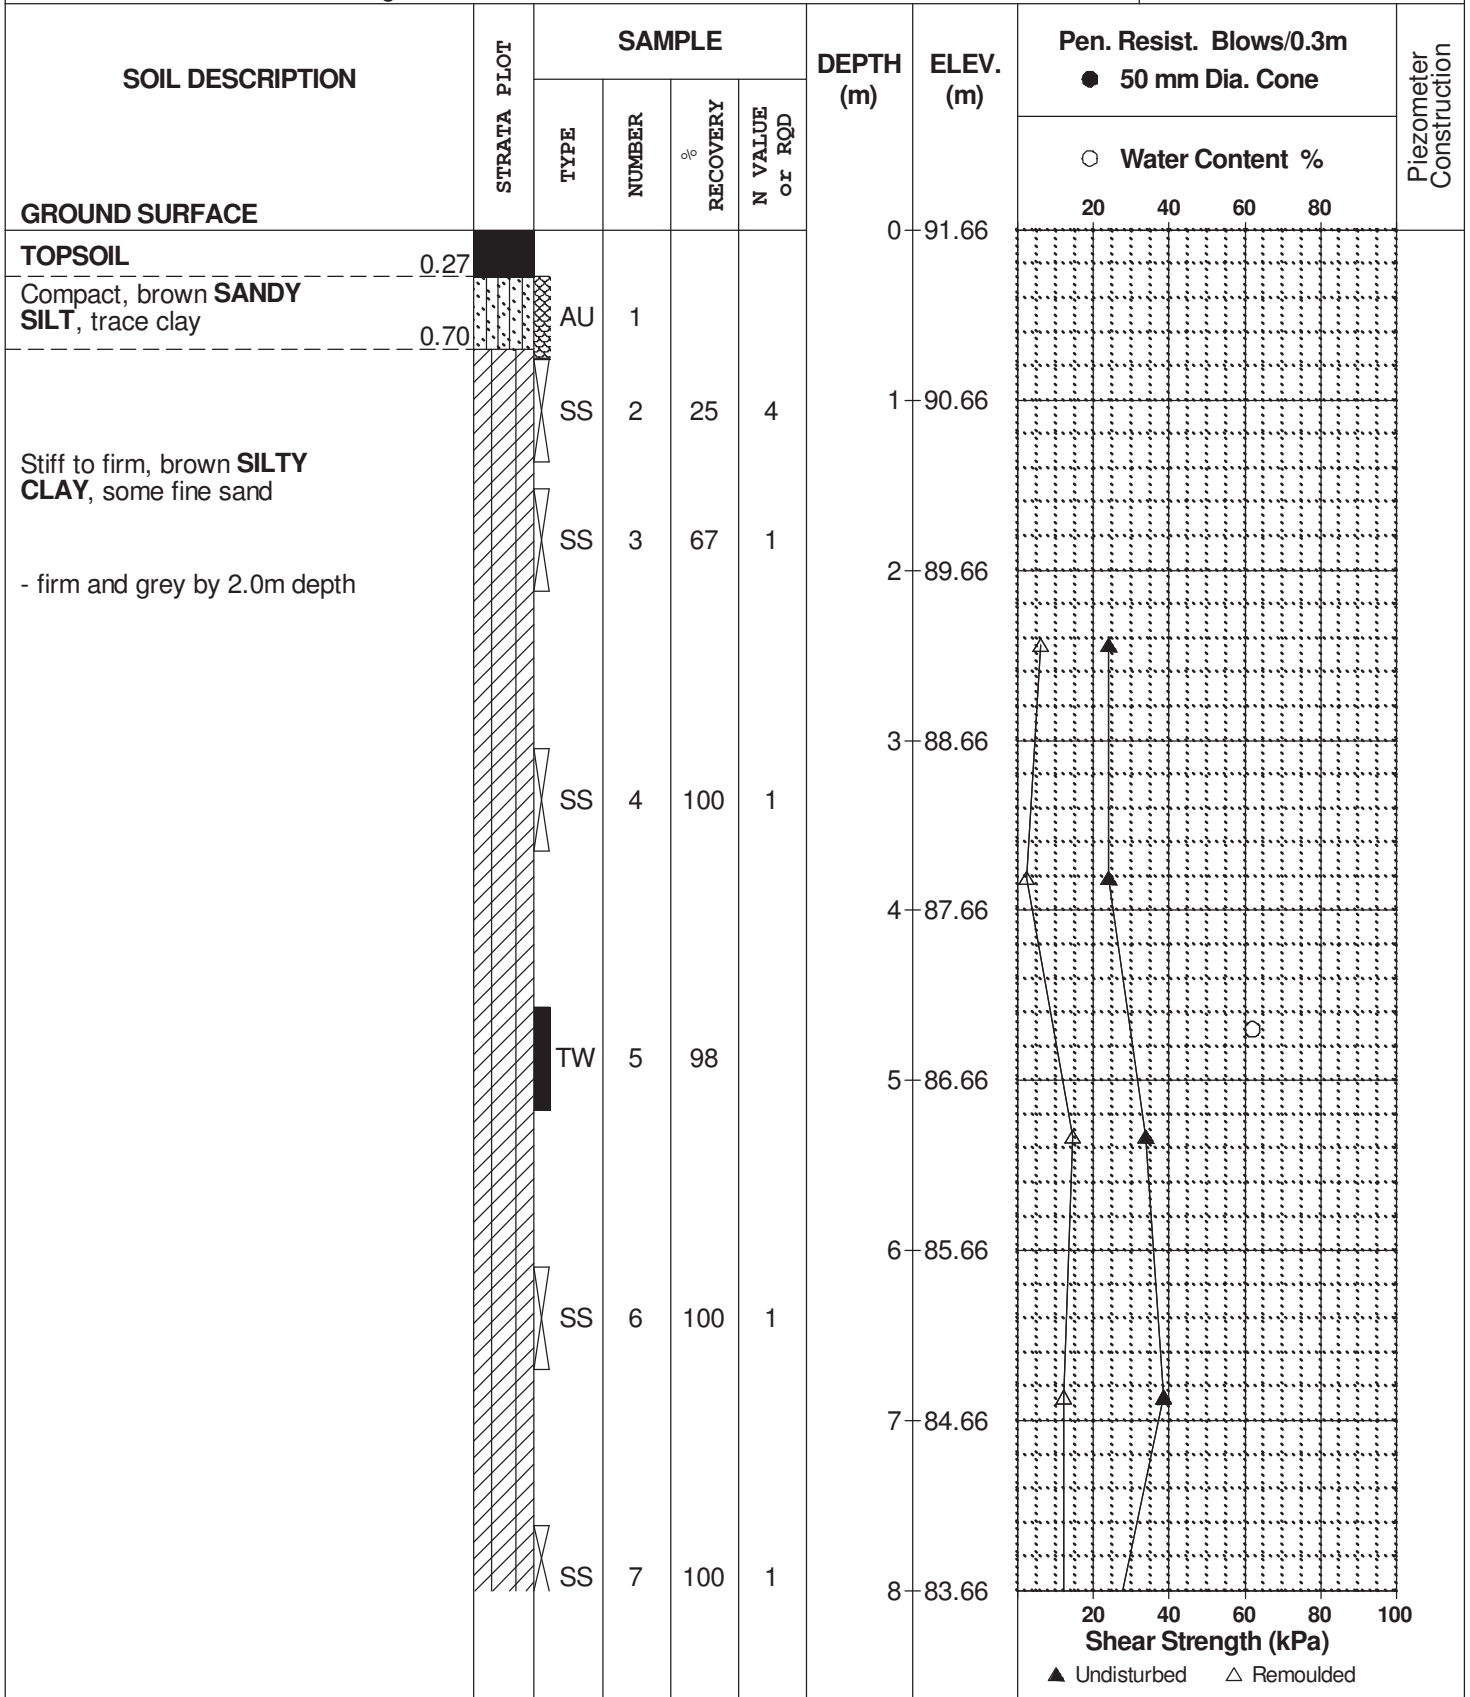 SOIL DESCRIPTION
GROUND SURFACE
STRATA PLOT
SAMPLE
TYPE
NUMBER
%
RECOVERY
N VALUE
or RQD
DEPTH
(m)
ELEV.
(m)
Pen. Resist. Blows/0.3m
● 50 mm Dia. Cone
○ Water Content %
20 40 60 80
Piezometer
Construction
TOPSOIL
0.27
Compact, brown SANDY
SILT, trace clay
0.70
Stiff to firm, brown SILTY
CLAY, some fine sand
- firm and grey by 2.0m depth
AU 1
SS 2 25 4
SS 3 67 1
SS 4 100 1
TW 5 98
SS 6 100 1
SS 7 100 1
0 91.66
1 90.66
2 89.66
3 88.66
4 87.66
5 86.66
6 85.66
7 84.66
8 83.66
20 40 60 80 100
Shear Strength (kPa)
▲ Undisturbed △ Remoulded